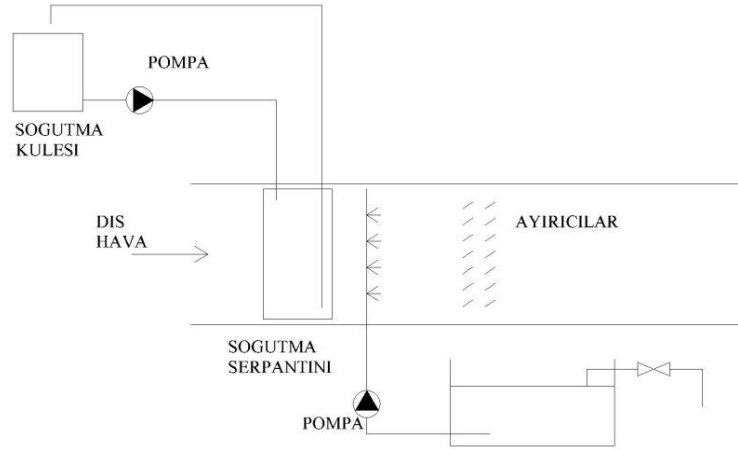 POMPA
SOGUTMA
KULESI
DIS
HAVA
AYIRICILAR
SOGUTMA
SERPANTINI
POMPA